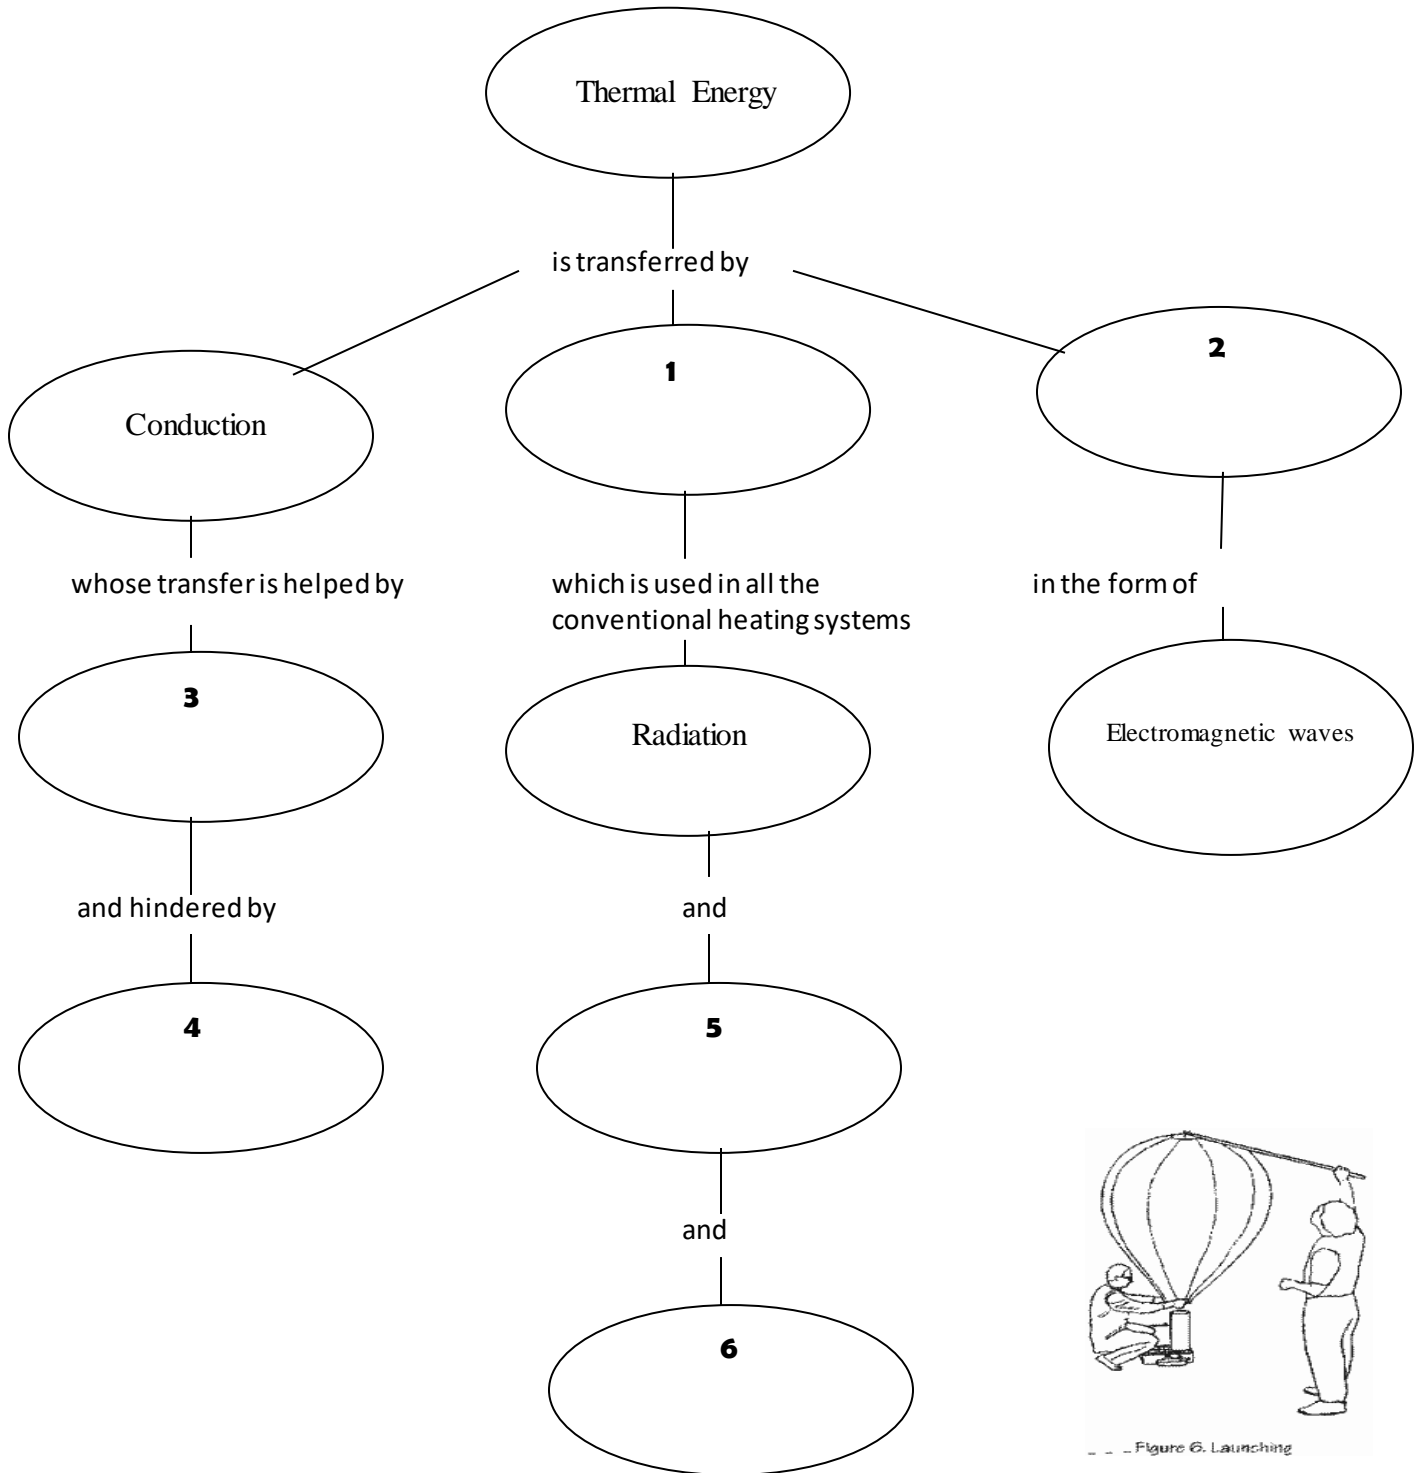 Thermal Energy
is transferred by
1
2
Conduction
whose transfer is helped by
which is used in all the
conventional heating systems
in the form of
3
Radiation
Electromagnetic waves
and hindered by
and
4
5
and
6
Figure 6. Launching